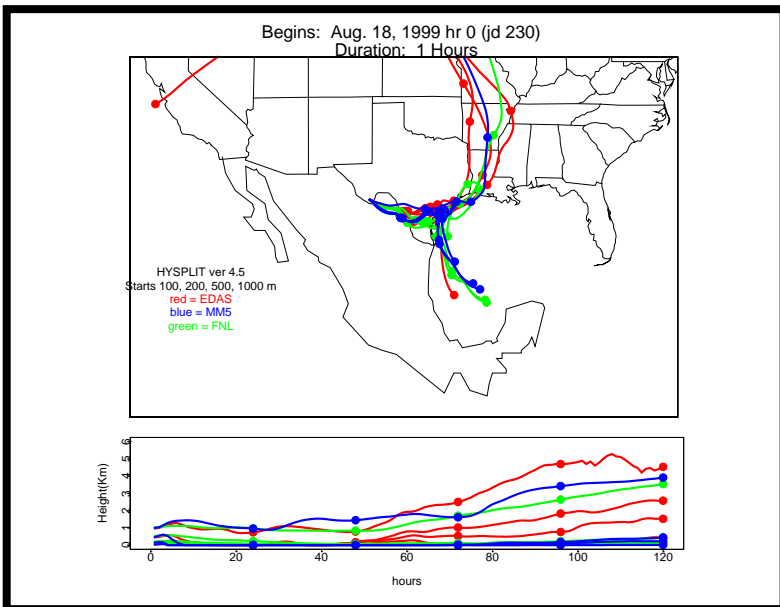 Begins: Aug. 18, 1999 hr 0 (jd 230)
Duration: 1 Hours
HYSPLIT ver 4.5
Starts 100, 200, 500, 1000 m
red = EDAS
blue = MM5
green = FNL
Height(Km)
6
5
4
3
2
1
0
0 20 40 60 80 100 120
hours